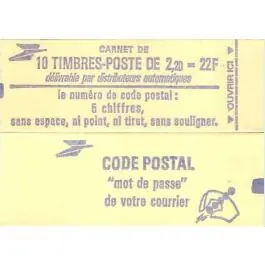 CARNET DE
10 TIMBRES-POSTE DE 2,20 = 22F
délivrable par distributeurs automatiques
le numéro de code postal :
5 chiffres,
sans espace, ni point, ni tiret, sans souligner.
OUVRIR ICI
CODE POSTAL
"mot de passe"
de votre courrier